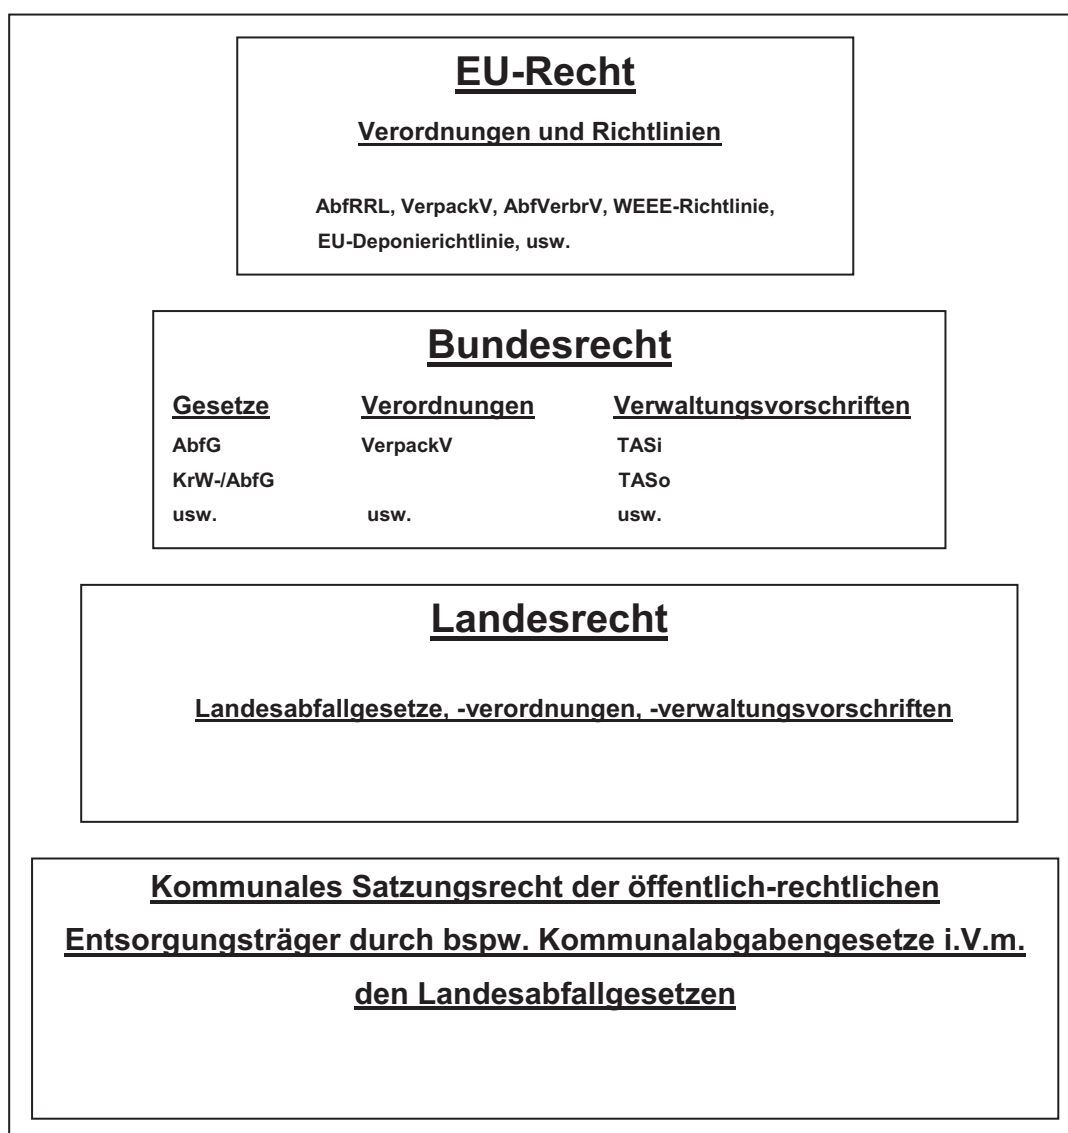 EU-Recht
Verordnungen und Richtlinien
AbfRRL, VerpackV, AbfVerbrV, WEEE-Richtlinie,
EU-Deponierichtlinie, usw.
Bundesrecht
Gesetze Verordnungen Verwaltungsvorschriften
AbfG VerpackV TASi
KrW-/AbfG TASo
usw. usw. usw.
Landesrecht
Landesabfallgesetze, -verordnungen, -verwaltungsvorschriften
Kommunales Satzungsrecht der öffentlich-rechtlichen
Entsorgungsträger durch bspw. Kommunalabgabengesetze i.V.m.
den Landesabfallgesetzen